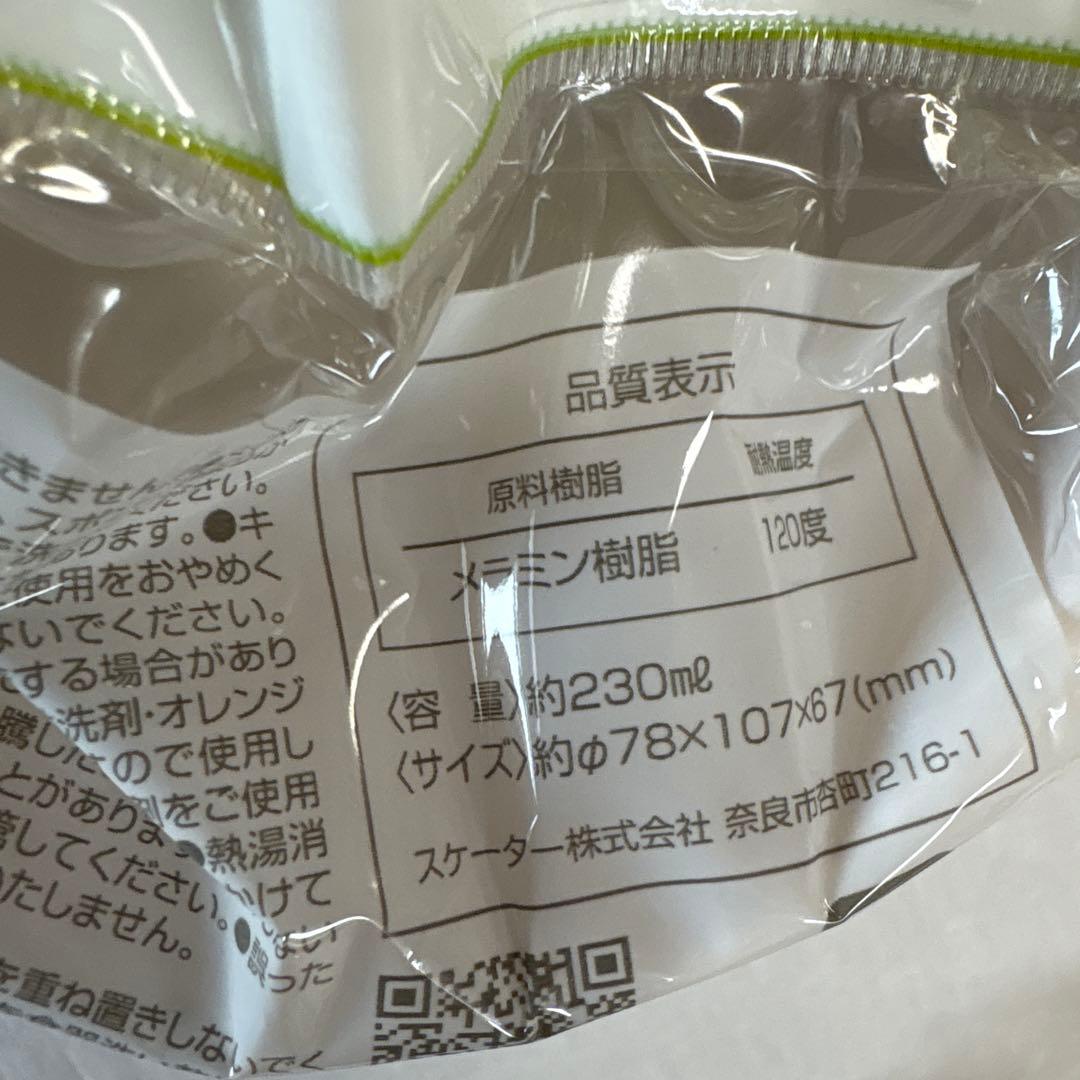 きません
ください。
ります。●キ
使用をおやめく
ないでください。
する場合があり
洗剤・オレンジ
ので使用し
とがありま
をご使用
管してください。
●熱湯消
けて
いたしません。
ない
●誤った
を重ね置きしないでく
品質表示
原料樹脂 耐熱温度
メラミン樹脂 120度
〈容 量〉約230㎖
〈サイズ〉約φ78×107×67(mm)
スケーター株式会社 奈良市杏町216-1